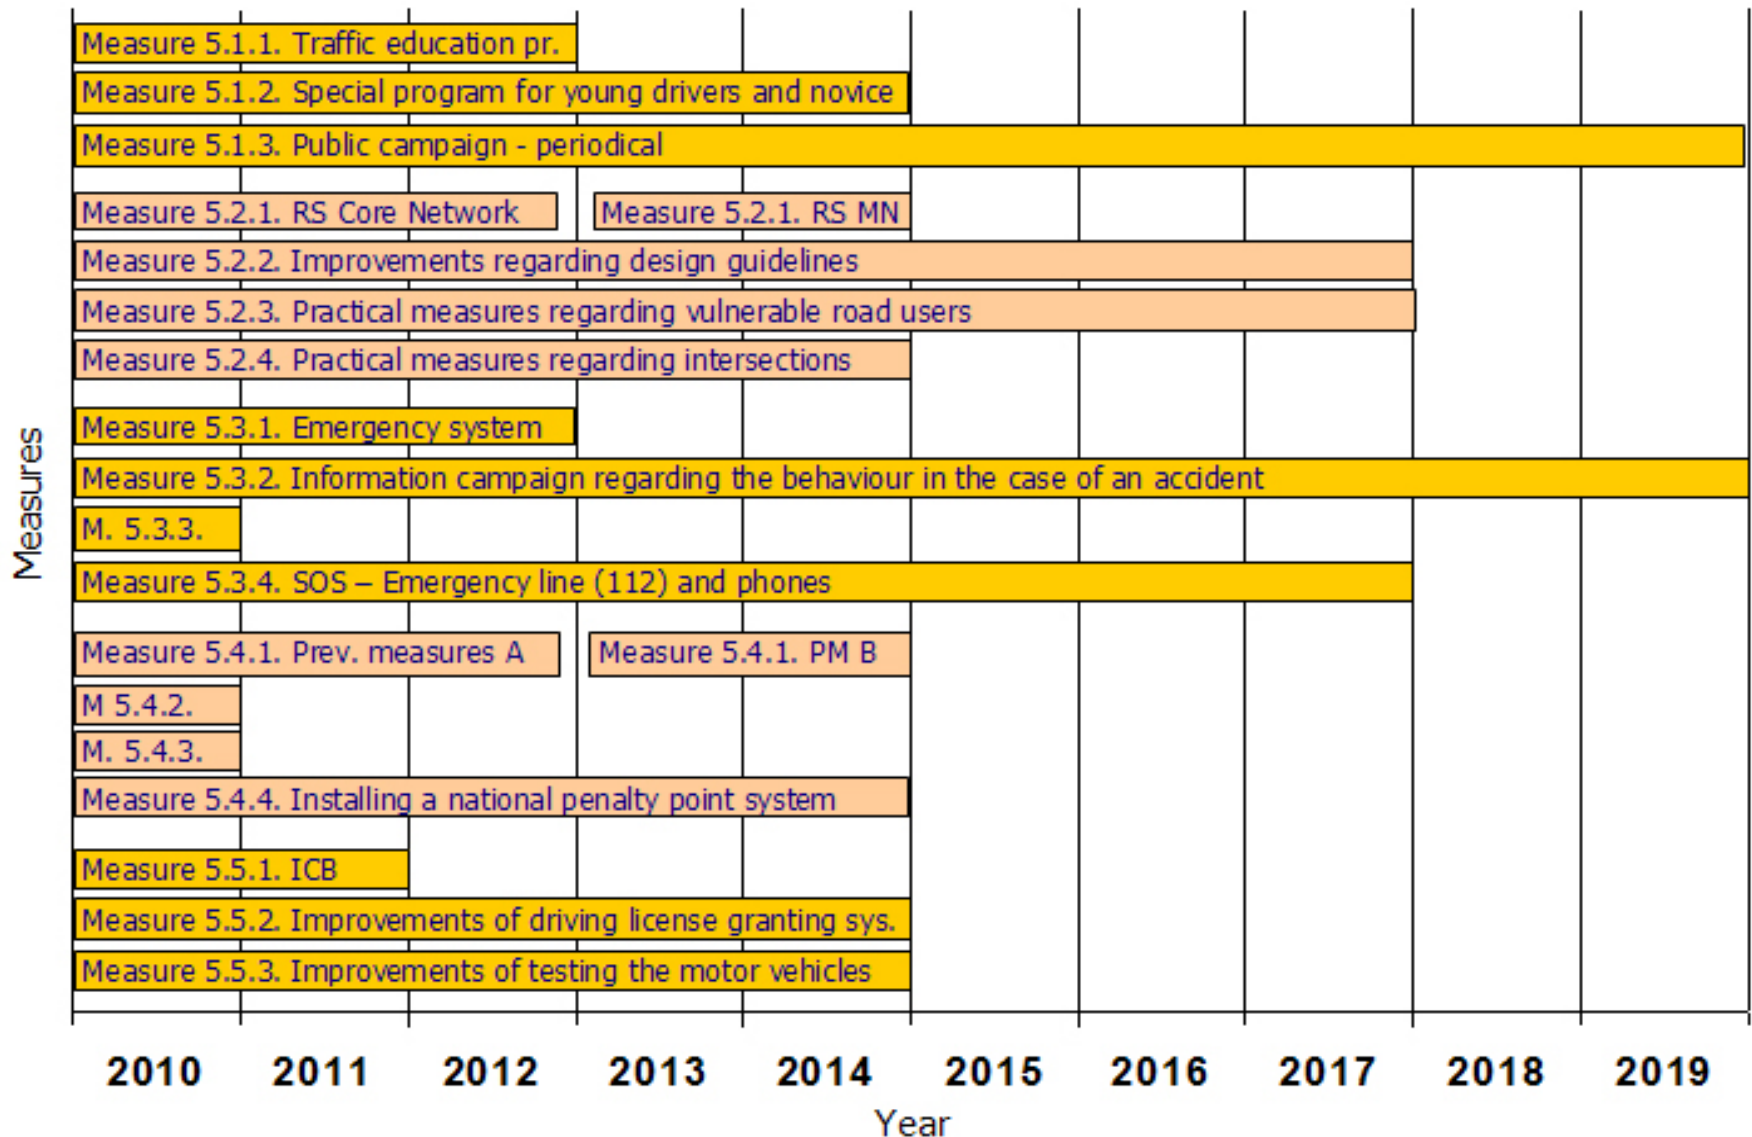 Measure 5.1.1. Traffic education pr.
Measure 5.1.2. Special program for young drivers and novice
Measure 5.1.3. Public campaign - periodical
Measure 5.2.1. RS Core Network
Measure 5.2.1. RS MN
Measure 5.2.2. Improvements regarding design guidelines
Measure 5.2.3. Practical measures regarding vulnerable road users
Measure 5.2.4. Practical measures regarding intersections
Measure 5.3.1. Emergency system
Measure 5.3.2. Information campaign regarding the behaviour in the case of an accident
M. 5.3.3.
Measure 5.3.4. SOS – Emergency line (112) and phones
Measure 5.4.1. Prev. measures A
Measure 5.4.1. PM B
M 5.4.2.
M. 5.4.3.
Measure 5.4.4. Installing a national penalty point system
Measure 5.5.1. ICB
Measure 5.5.2. Improvements of driving license granting sys.
Measure 5.5.3. Improvements of testing the motor vehicles
Measures
2010 2011 2012 2013 2014 2015 2016 2017 2018 2019
Year